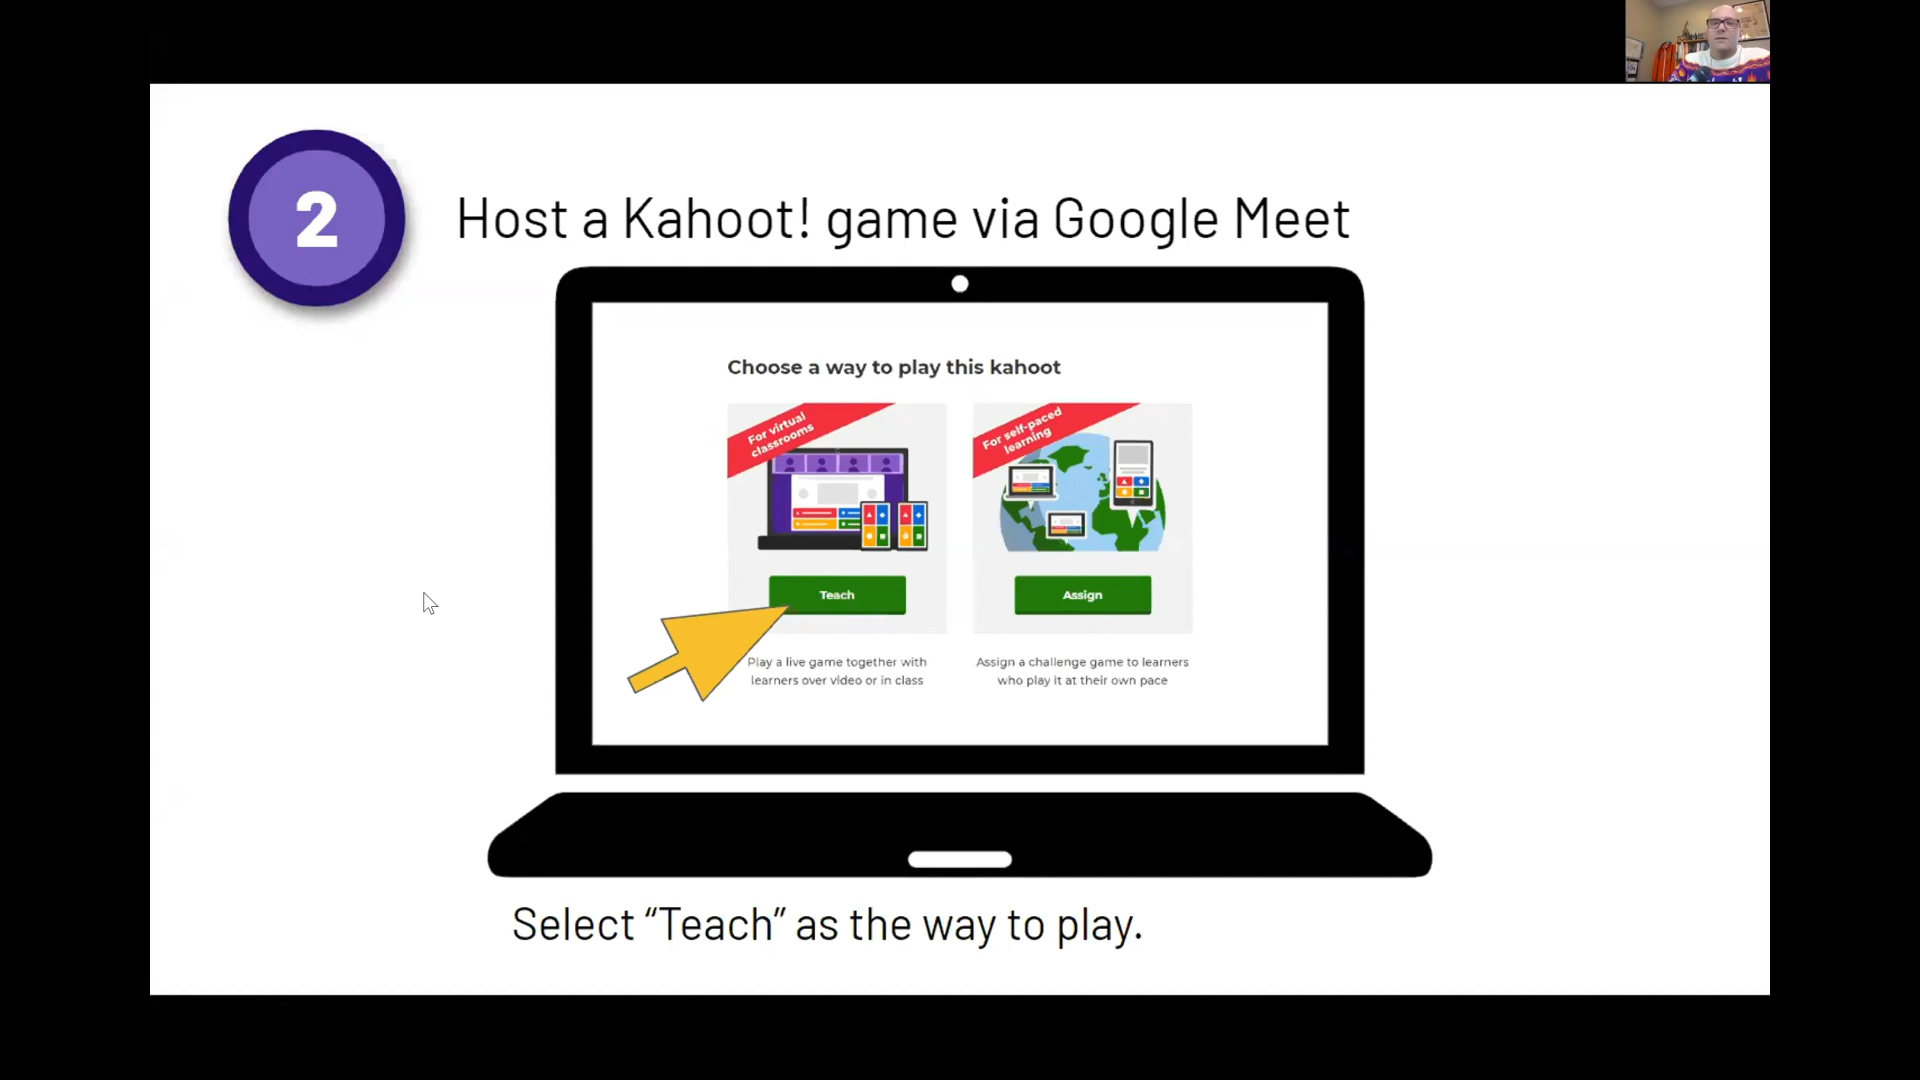 2
Host a Kahoot! game via Google Meet
Choose a way to play this kahoot
For virtual
classrooms
For self-paced
learning
Teach
Assign
Play a live game together with
learners over video or in class
Assign a challenge game to learners
who play it at their own pace
Select “Teach” as the way to play.